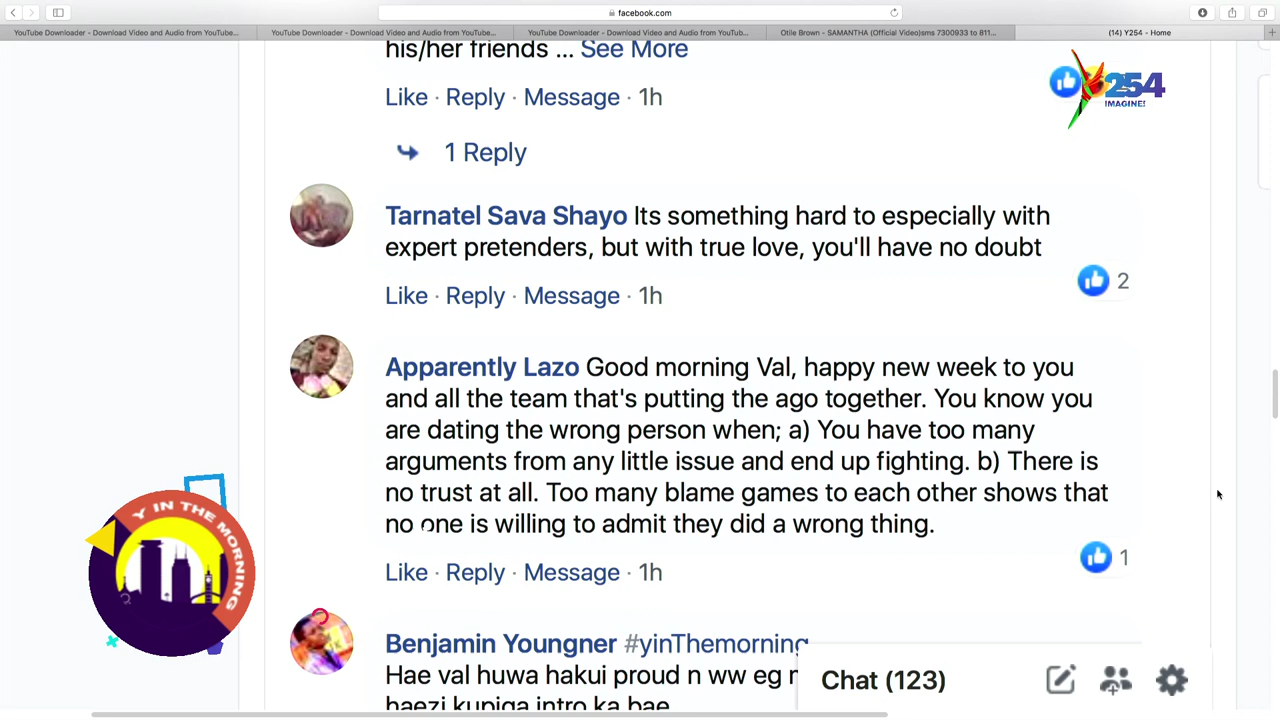 facebook.com
YouTube Downloader - Download Video and Audio from YouTube...
YouTube Downloader - Download Video and Audio from YouTube...
YouTube Downloader - Download Video and Audio from YouTub...
Otile Brown - SAMANTHA (Official Video)sms 7300933 to 811...
(14) Y254 - Home
his/her friends ... See More
Y254
IMAGINE!
Like · Reply · Message · 1h
1 Reply
Tarnatel Sava Shayo Its something hard to especially with
expert pretenders, but with true love, you'll have no doubt
2
Like · Reply · Message · 1h
Apparently Lazo Good morning Val, happy new week to you
and all the team that's putting the ago together. You know you
are dating the wrong person when; a) You have too many
arguments from any little issue and end up fighting. b) There is
no trust at all. Too many blame games to each other shows that
no one is willing to admit they did a wrong thing.
1
Like · Reply · Message · 1h
Y IN THE MORNING
Benjamin Youngner #yinThemorning
Hae val huwa hakui proud n ww eg
haezi kupiga intro ka bae
Chat (123)